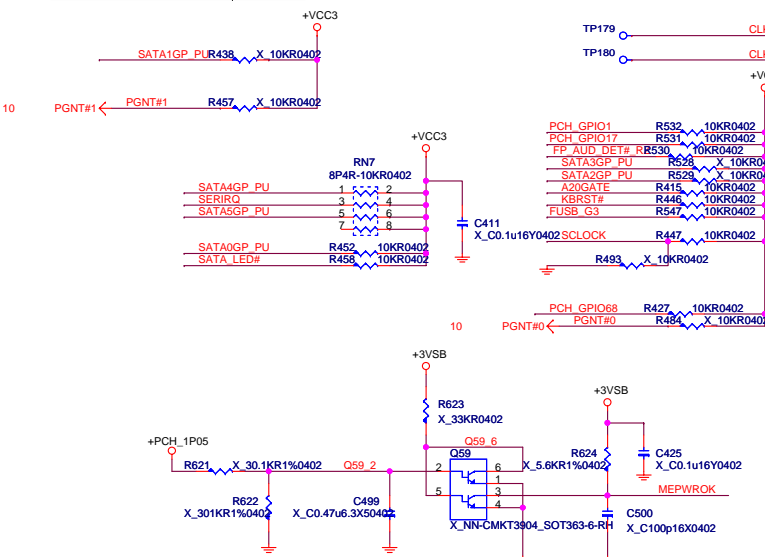 +VCC3
SATA1GP_PU R438 X_10KR0402
10 PGNT#1 PGNT#1 R457 X_10KR0402
TP179 CL
TP180 CL
+V
+VCC3
RN7
8P4R-10KR0402
SATA4GP_PU 1 2
SERIRQ 3 4
SATA5GP_PU 5 6
7 8
C411
X_C0.1u16Y0402
SATA0GP_PU R452 10KR0402
SATA_LED# R458 10KR0402
PCH_GPIO1 R532 10KR0402
PCH_GPIO17 R531 10KR0402
FP_AUD_DET#_R R530 10KR0402
SATA3GP_PU R528 X_10KR04
SATA2GP_PU R529 X_10KR04
A20GATE R415 10KR0402
KBRST# R446 10KR0402
FUSB_G3 R547 10KR0402
SCLOCK R447 10KR0402
R493 X_10KR0402
PCH_GPIO68 R427 10KR0402
10 PGNT#0 PGNT#0 R484 X_10KR0402
+3VSB
R623
X_33KR0402
+3VSB
+PCH_1P05
R621 X_30.1KR1%0402 Q59_2
Q59_6
Q59
2 6
1
5 3
4
X_NN-CMKT3904_SOT363-6-RH
R622
X_301KR1%0402
C499
X_C0.47u6.3X50402
R624
X_5.6KR1%0402
C425
X_C0.1u16Y0402
MEPWROK
C500
X_C100p16X0402